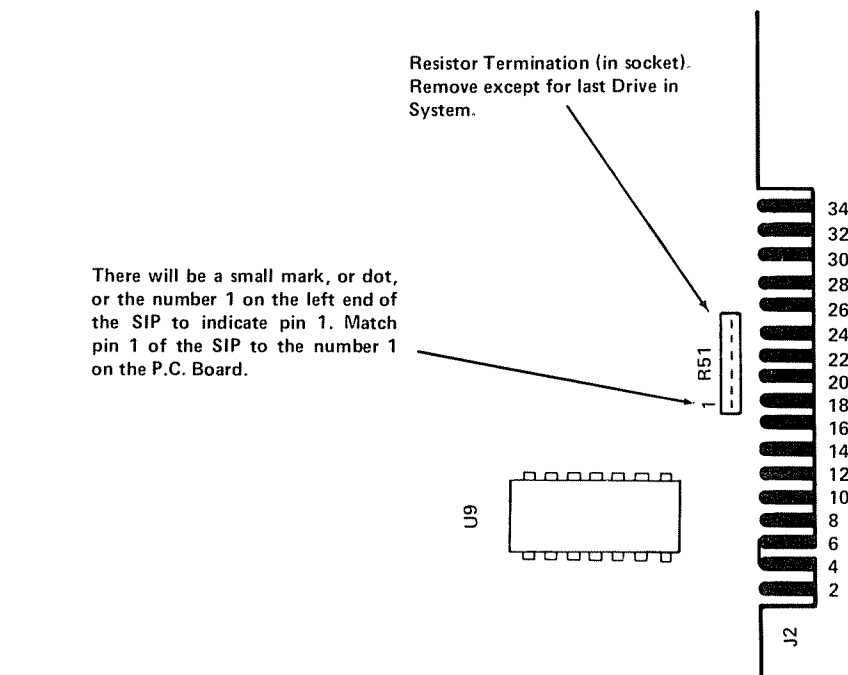 Resistor Termination (in socket).
Remove except for last Drive in
System.
There will be a small mark, or dot,
or the number 1 on the left end of
the SIP to indicate pin 1. Match
pin 1 of the SIP to the number 1
on the P.C. Board.
R51
1
U9
34
32
30
28
26
24
22
20
18
16
14
12
10
8
6
4
2
J2